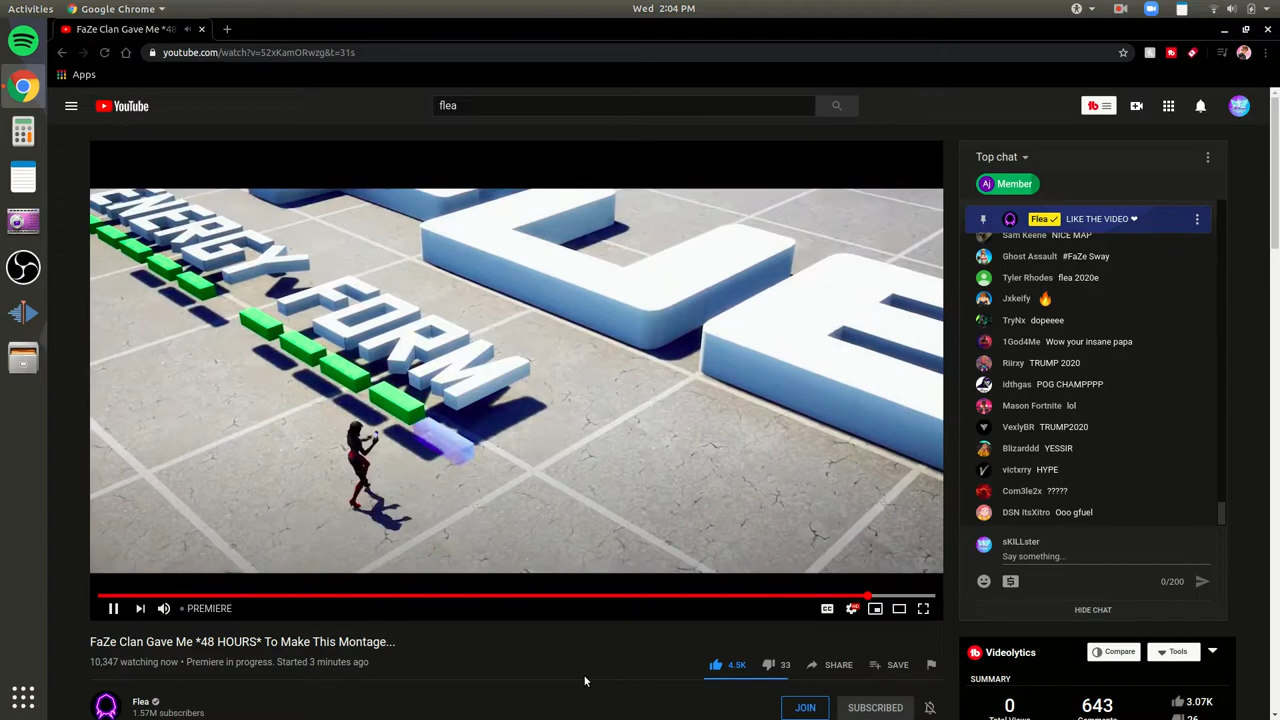 Activities
Google Chrome
Wed 2:04 PM
FaZe Clan Gave Me *48
youtube.com/watch?v=52xKamORwzg&t=31s
Apps
YouTube
flea
tb
ENERGY
FORM
C
E
Top chat
Aj Member
Flea LIKE THE VIDEO ❤
Sam Keene NICE MAP
Ghost Assault #FaZe Sway
Tyler Rhodes flea 2020e
Jxkeify 🔥
TryNx dopeeee
1God4Me Wow your insane papa
Riirxy TRUMP 2020
idthgas POG CHAMPPPP
Mason Fortnite lol
VexlyBR TRUMP2020
Blizarddd YESSIR
v!ctxrry HYPE
Com3le2x ?????
DSN ItsXitro Ooo gfuel
sKILLster
Say something...
0/200
HIDE CHAT
• PREMIERE
HD
FaZe Clan Gave Me *48 HOURS* To Make This Montage...
10,347 watching now • Premiere in progress. Started 3 minutes ago
4.5K
33
SHARE
SAVE
Flea
1.57M subscribers
JOIN
SUBSCRIBED
tb Videolytics
Compare
Tools
SUMMARY
0
643
3.07K